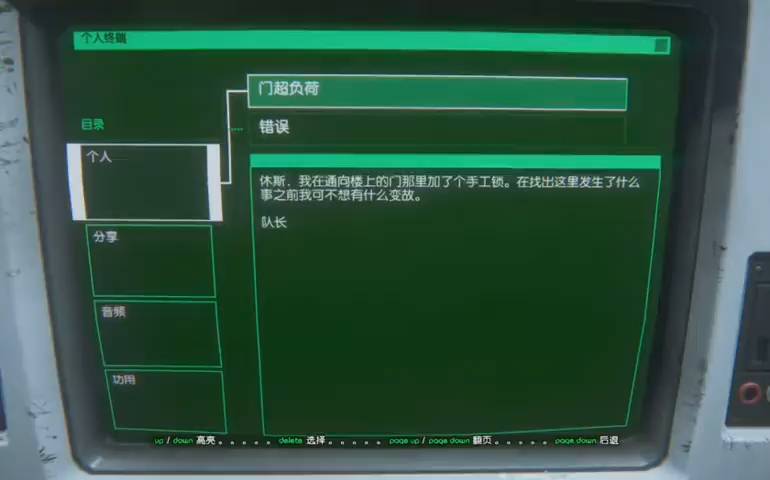 个人终端
门超负荷
目录
错误
个人
休斯，我在通向楼上的门那里加了个手工锁。在找出这里发生了什么
事之前我可不想有什么变故。
队长
分享
音频
功用
up / down 高亮. . . . . . delete 选择. . . . . . page up / page down 翻页. . . . . . page down 后退